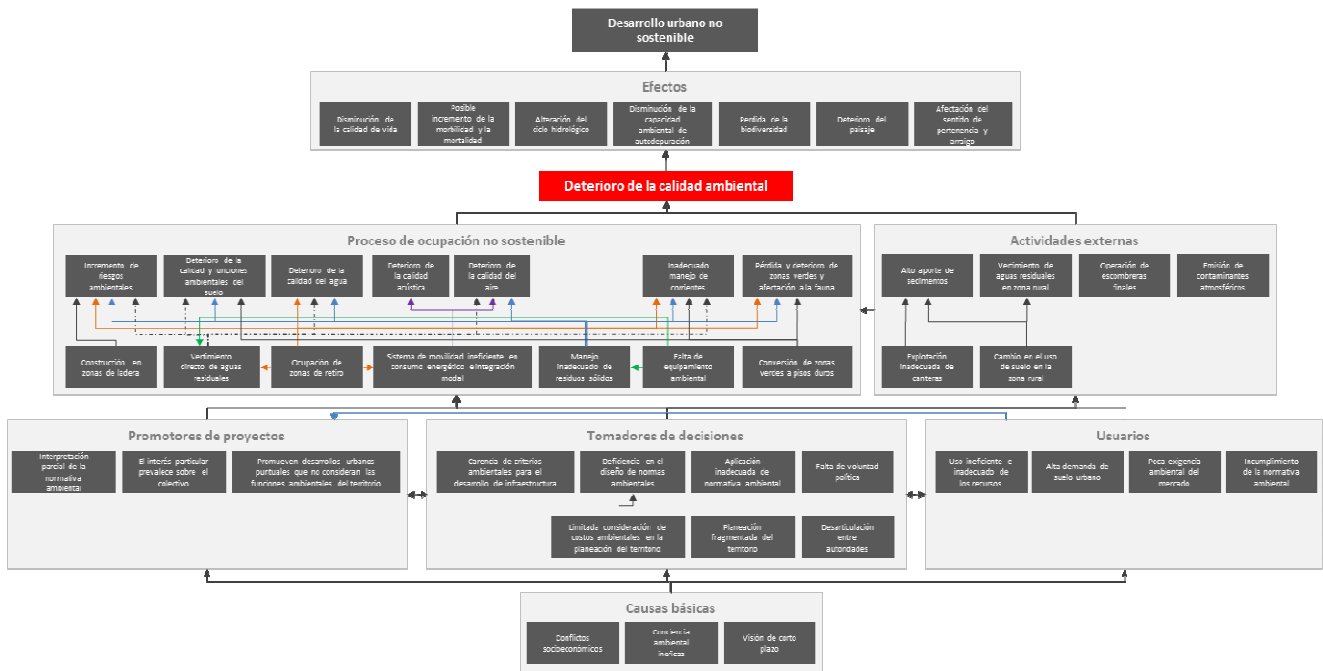 Desarrollo urbano no
sostenible
Efectos
Disminución de
la calidad de vida
Posible
incremento de la
morbilidad y la
mortalidad
Alteración del
ciclo hidrológico
Disminución de la
capacidad
ambiental de
autodepuración
Perdida de la
biodiversidad
Deterioro del
paisaje
Afectación del
sentido de
pertenencia y
arraigo
Deterioro de la calidad ambiental
Proceso de ocupación no sostenible
Incremento de
riesgos
ambientales
Deterioro de la
calidad y funciones
ambientales del
suelo
Deterioro de la
calidad del agua
Deterioro de
la calidad
acústica
Deterioro de
la calidad del
aire
Inadecuado
manejo de
corrientes
Pérdida y deterioro de
zonas verdes y
afectación a la fauna
Construcción en
zonas de ladera
Vertimiento
directo de aguas
residuales
Ocupación de
zonas de retiro
Sistema de movilidad ineficiente en
consumo energético e integración
modal
Manejo
inadecuado de
residuos sólidos
Falta de
equipamiento
ambiental
Conversión de zonas
verdes a pisos duros
Actividades externas
Alto aporte de
sedimentos
Vertimiento de
aguas residuales
en zona rural
Operación de
escombreras
finales
Emisión de
contaminantes
atmosféricos
Explotación
inadecuada de
canteras
Cambio en el uso
de suelo en la
zona rural
Promotores de proyectos
Interpretación
parcial de la
normativa
ambiental
El interés particular
prevalece sobre el
colectivo
Promueven desarrollos urbanos
puntuales que no consideran las
funciones ambientales del territorio
Tomadores de decisiones
Carencia de criterios
ambientales para el
desarrollo de infraestructura
Deficiencia en el
diseño de normas
ambientales
Aplicación
inadecuada de
normativa ambiental
Falta de voluntad
política
Limitada consideración de
costos ambientales en la
planeación del territorio
Planeación
fragmentada del
territorio
Desarticulación
entre
autoridades
Usuarios
Uso ineficiente e
inadecuado de
los recursos
Alta demanda de
suelo urbano
Poca exigencia
ambiental del
mercado
Incumplimiento
de la normativa
ambiental
Causas básicas
Conflictos
socioeconómicos
Conciencia
ambiental
Visión de corto
plazo